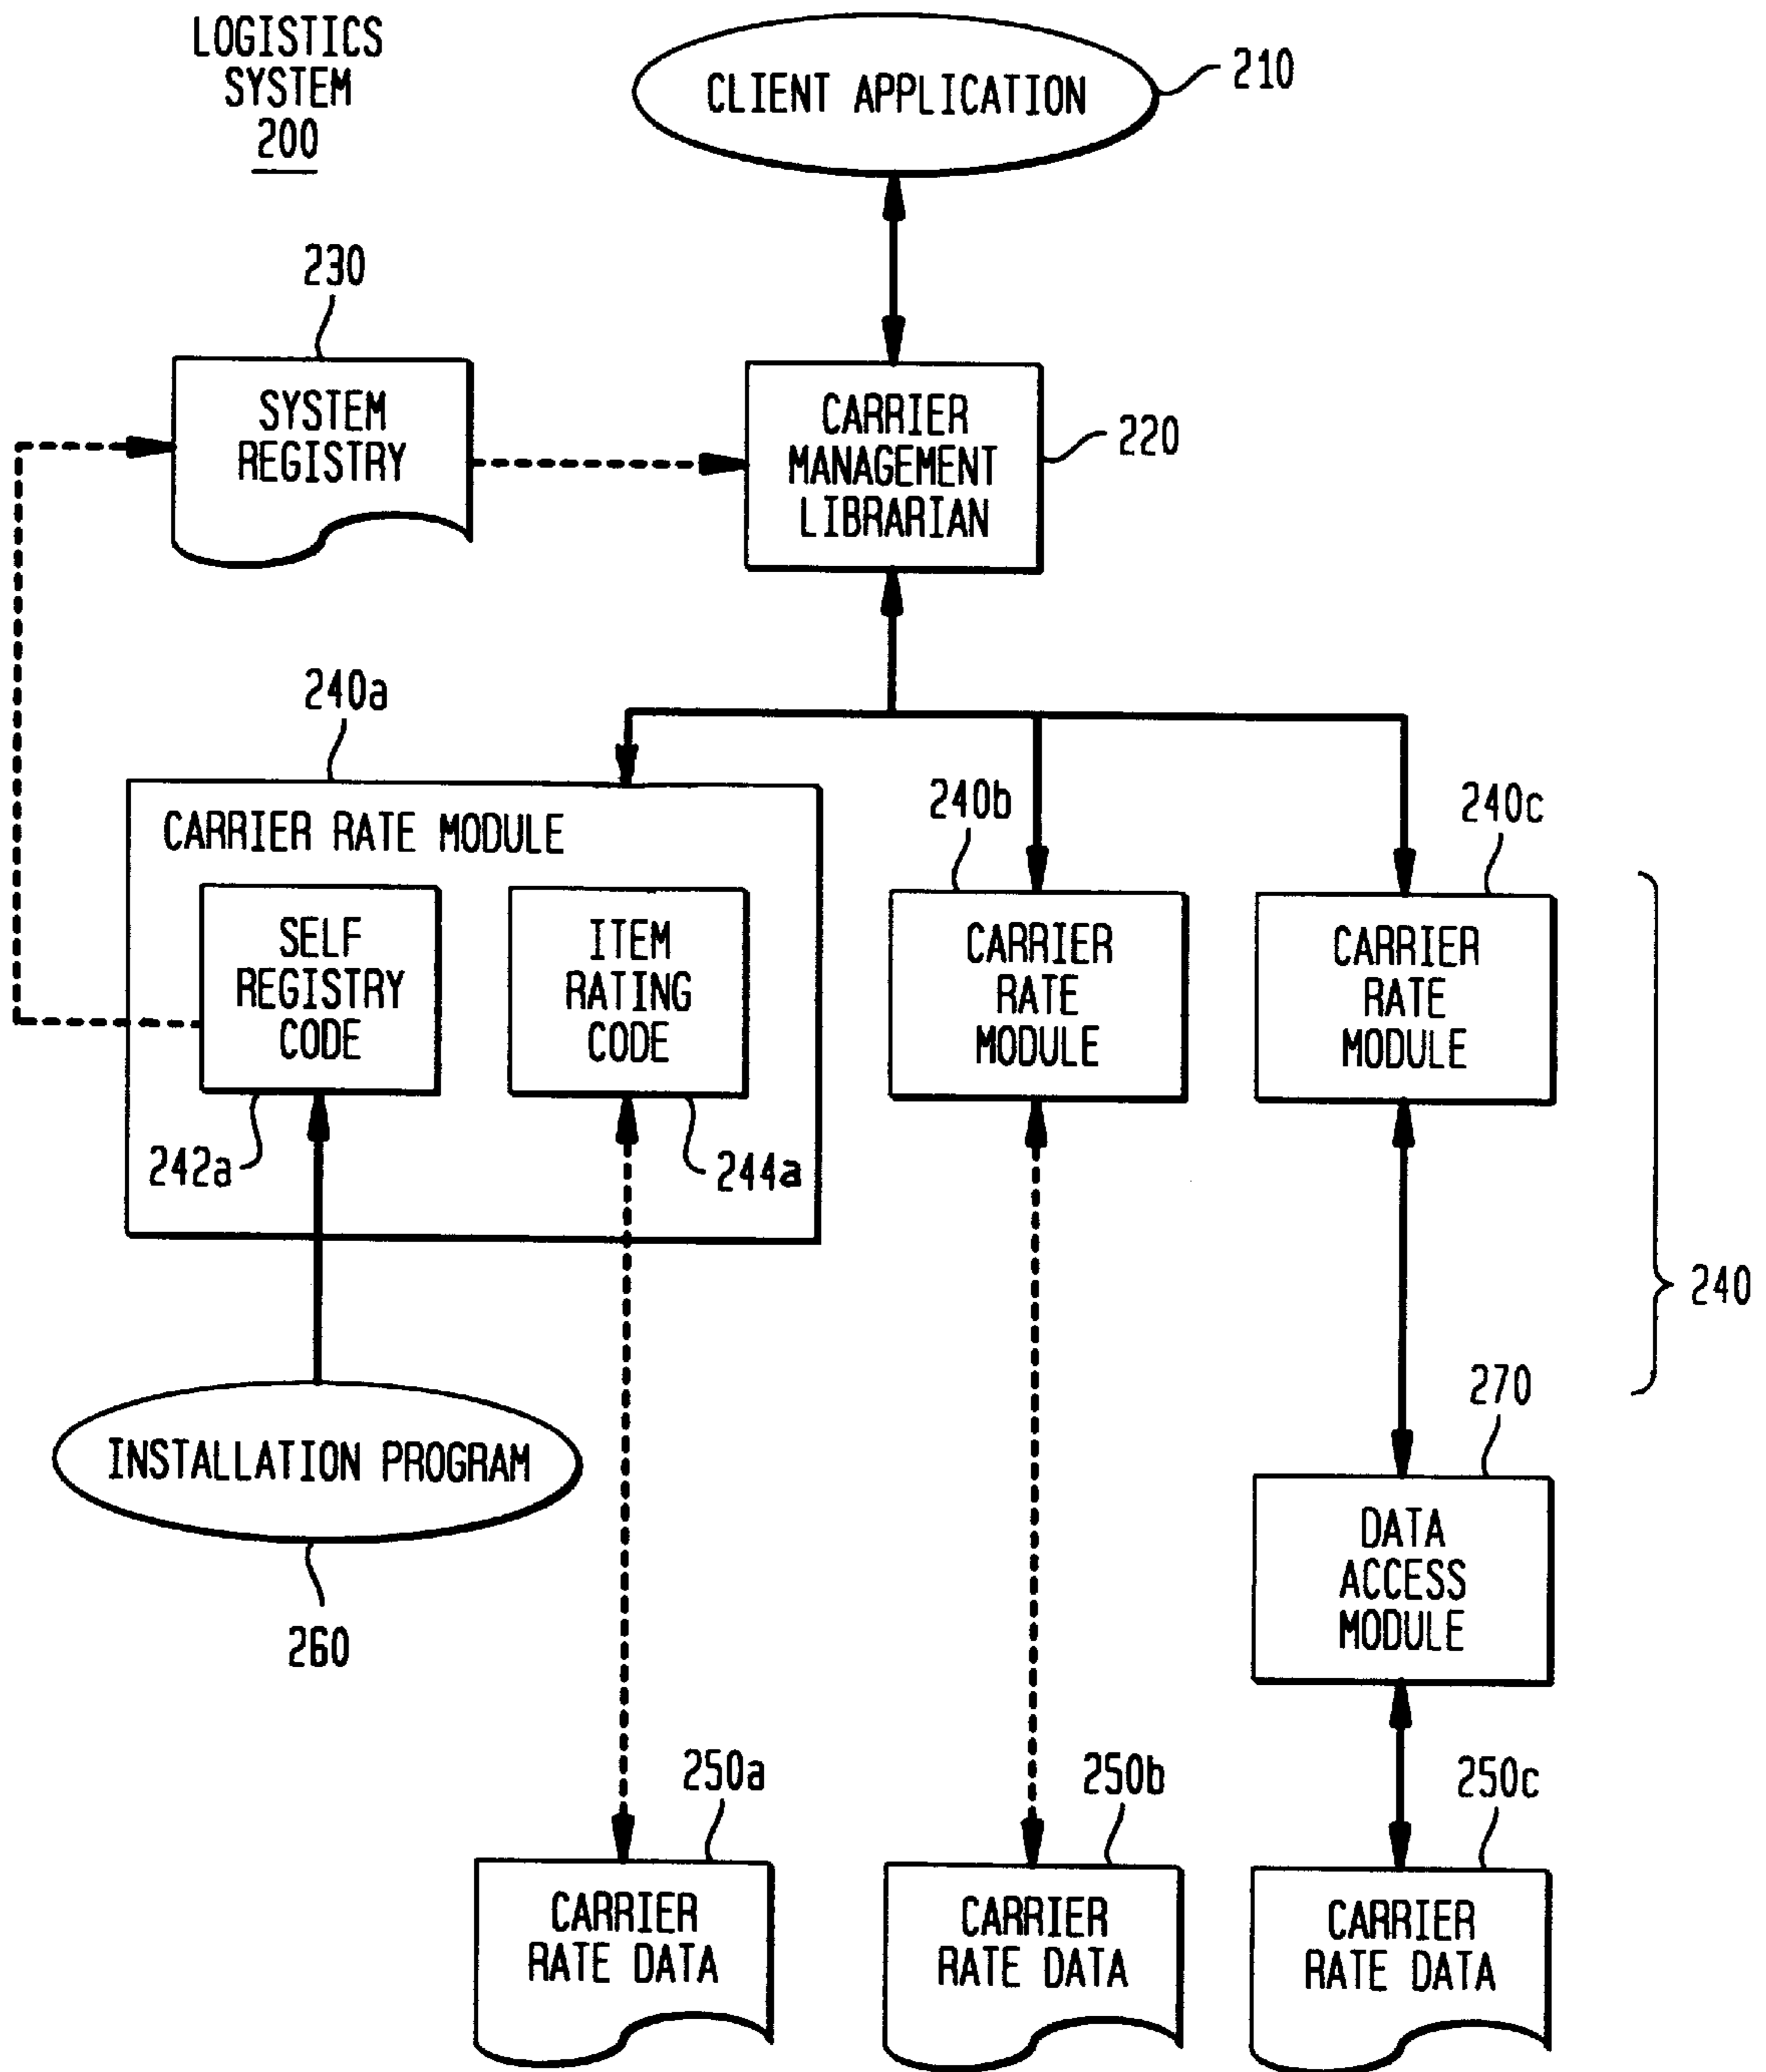 LOGISTICS
SYSTEM
200
CLIENT APPLICATION
210
230
SYSTEM
REGISTRY
CARRIER
MANAGEMENT
LIBRARIAN
220
240a
CARRIER RATE MODULE
SELF
REGISTRY
CODE
ITEM
RATING
CODE
242a
244a
240b
CARRIER
RATE
MODULE
240c
CARRIER
RATE
MODULE
240
INSTALLATION PROGRAM
260
270
DATA
ACCESS
MODULE
250a
CARRIER
RATE DATA
250b
CARRIER
RATE DATA
250c
CARRIER
RATE DATA